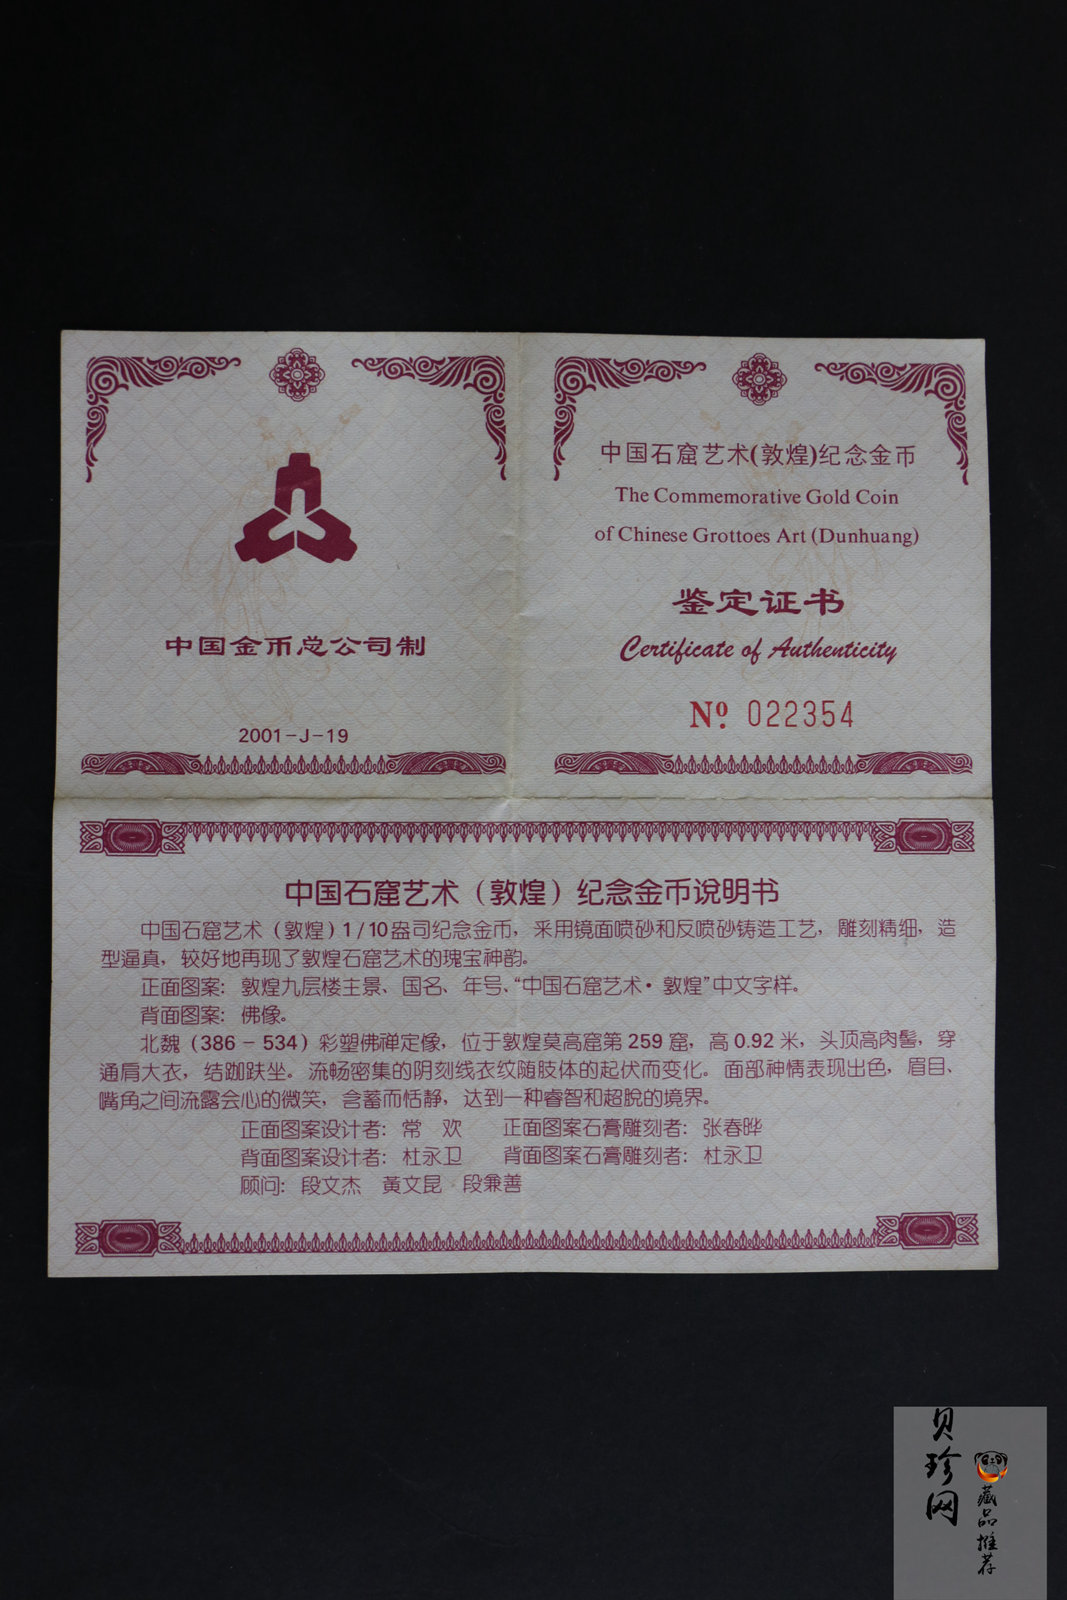 中国金币总公司制
2001-J-19
中国石窟艺术(敦煌)纪念金币
The Commemorative Gold Coin
of Chinese Grottoes Art (Dunhuang)
鉴定证书
Certificate of Authenticity
Nº. 022354
中国石窟艺术(敦煌)纪念金币说明书
中国石窟艺术(敦煌)1/10盎司纪念金币,采用镜面喷砂和反喷砂铸造工艺,雕刻精细,造
型逼真,较好地再现了敦煌石窟艺术的瑰宝神韵。
正面图案:敦煌九层楼主景、国名、年号、“中国石窟艺术·敦煌”中文字样。
背面图案:佛像。
北魏(386-534)彩塑佛禅定像,位于敦煌莫高窟第259窟,高0.92米,头顶高肉髻,穿
通肩大衣,结跏趺坐。流畅密集的阴刻线衣纹随肢体的起伏而变化。面部神情表现出色,眉目、
嘴角之间流露会心的微笑,含蓄而恬静,达到一种睿智和超脱的境界。
正面图案设计者:常 欢 正面图案石膏雕刻者:张春晔
背面图案设计者:杜永卫 背面图案石膏雕刻者:杜永卫
顾问:段文杰 黄文昆 段兼善
贝珍网
藏品推荐